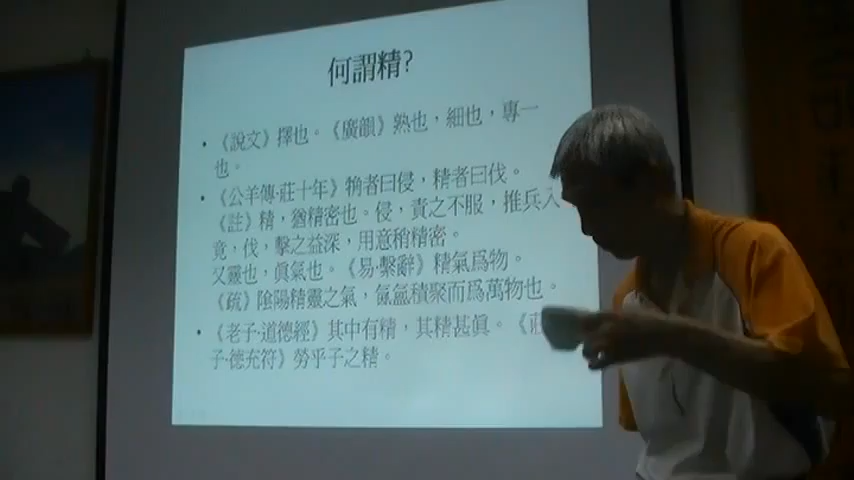 何謂精?
• 《說文》擇也。《廣韻》熟也,細也,專一
也。
• 《公羊傳·莊十年》觕者曰侵,精者曰伐。
《註》精,猶精密也。侵,責之不服,推兵入
竟,伐,擊之益深,用意稍精密。
又靈也,眞氣也。《易·繫辭》精氣爲物。
《疏》陰陽精靈之氣,氤氳積聚而爲萬物也。
• 《老子·道德經》其中有精,其精甚眞。《莊
子·德充符》勞乎子之精。